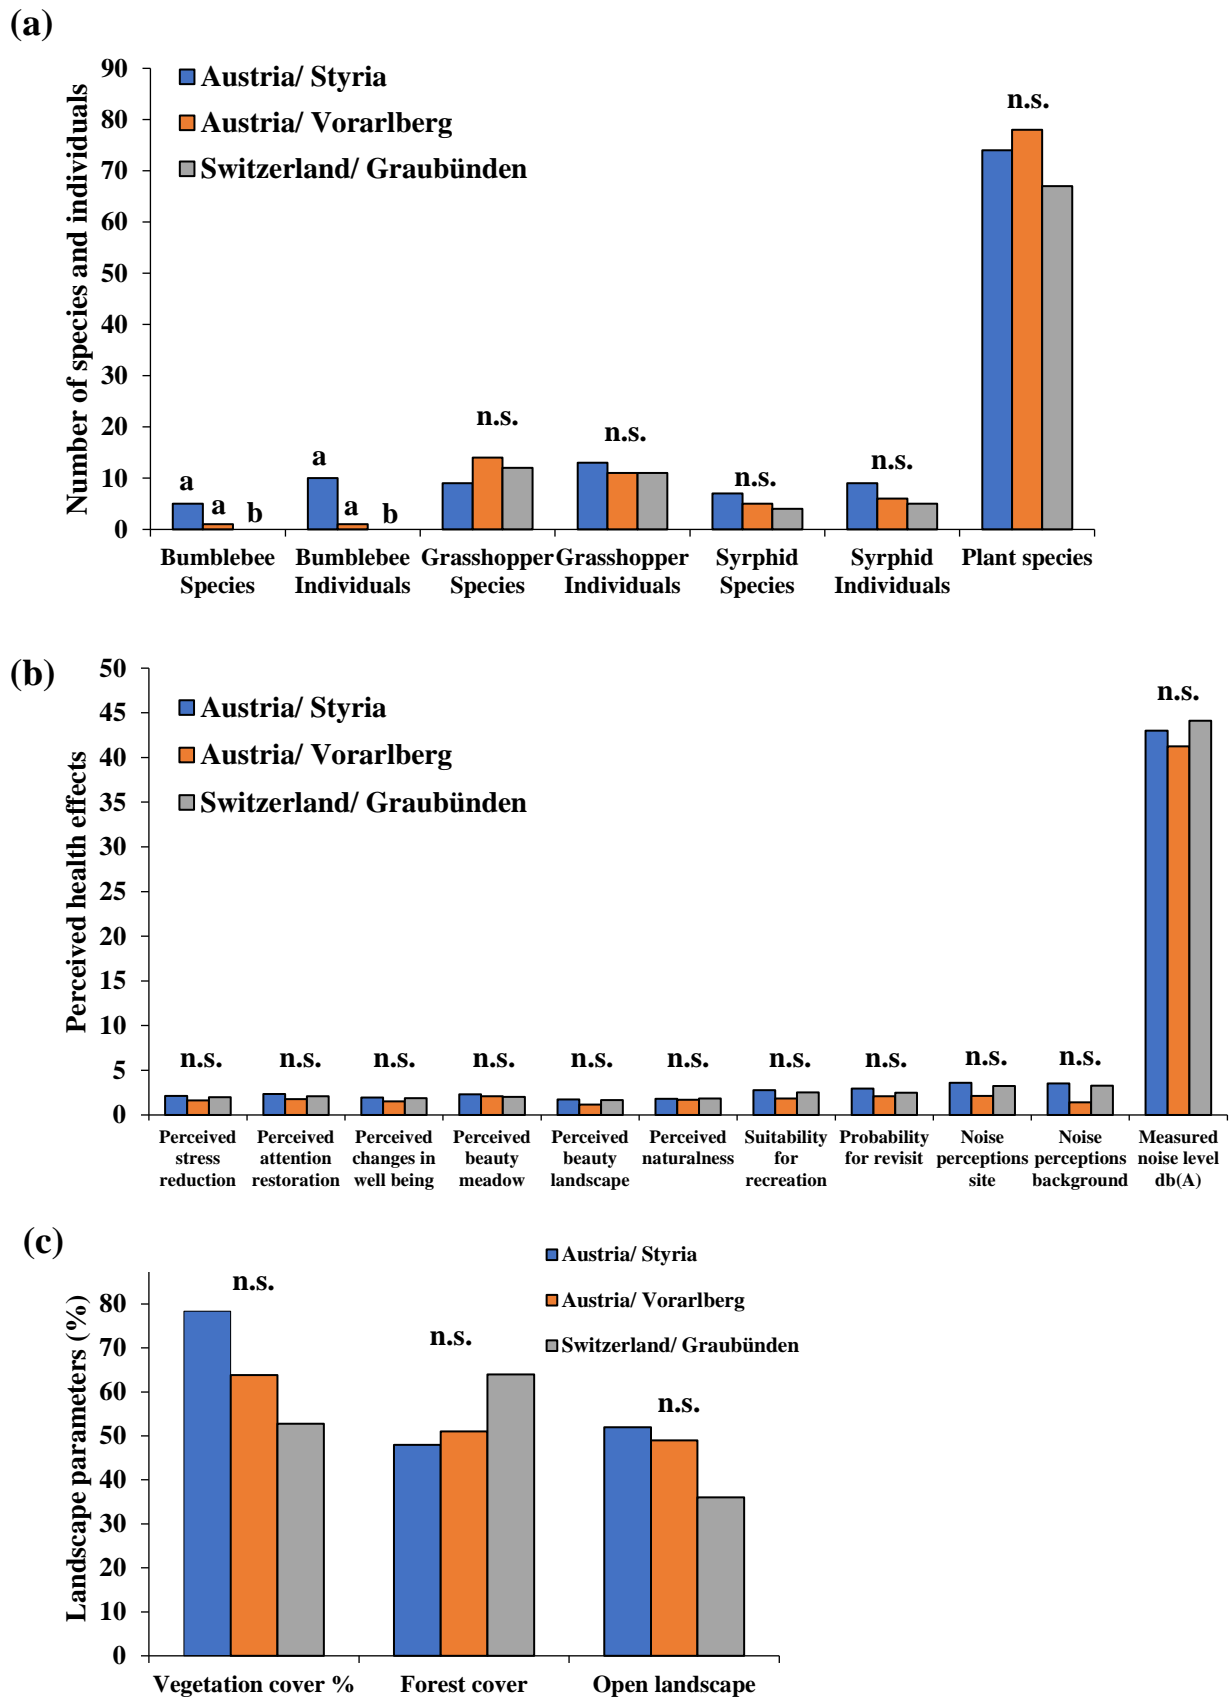 (a)
Number of species and individuals
90
80
70
60
50
40
30
20
10
0
Austria/ Styria
Austria/ Vorarlberg
Switzerland/ Graubünden
a
a
b
a
a
b
n.s.
n.s.
n.s.
n.s.
n.s.
Bumblebee
Species
Bumblebee
Individuals
Grasshopper
Species
Grasshopper
Individuals
Syrphid
Species
Syrphid
Individuals
Plant species
(b)
Perceived health effects
50
45
40
35
30
25
20
15
10
5
0
Austria/ Styria
Austria/ Vorarlberg
Switzerland/ Graubünden
n.s.
n.s.
n.s.
n.s.
n.s.
n.s.
n.s.
n.s.
n.s.
n.s.
n.s.
Perceived
stress
reduction
Perceived
attention
restoration
Perceived
changes in
well being
Perceived
beauty
meadow
Perceived
beauty
landscape
Perceived
naturalness
Suitability
for
recreation
Probability
for revisit
Noise
perceptions
site
Noise
perceptions
background
Measured
noise level
db(A)
(c)
Landscape parameters (%)
80
70
60
50
40
30
20
10
0
Austria/ Styria
Austria/ Vorarlberg
Switzerland/ Graubünden
n.s.
n.s.
n.s.
Vegetation cover %
Forest cover
Open landscape